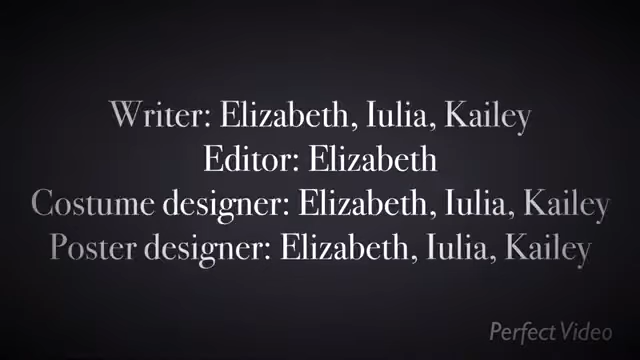 Writer: Elizabeth, Iulia, Kailey
Editor: Elizabeth
Costume designer: Elizabeth, Iulia, Kailey
Poster designer: Elizabeth, Iulia, Kailey
Perfect Video